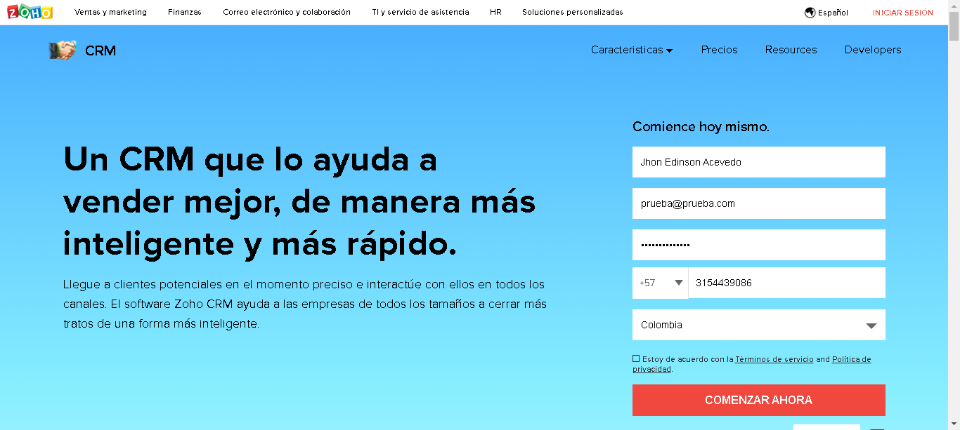 ZOHO Ventas y marketing Finanzas Correo electrónico y colaboración TI y servicio de asistencia HR Soluciones personalizadas Español INICIAR SESIÓN
CRM Características Precios Resources Developers
Un CRM que lo ayuda a
vender mejor, de manera más
inteligente y más rápido.
Llegue a clientes potenciales en el momento preciso e interactúe con ellos en todos los
canales. El software Zoho CRM ayuda a las empresas de todos los tamaños a cerrar más
tratos de una forma más inteligente.
Comience hoy mismo.
Jhon Edinson Acevedo
prueba@prueba.com
••••••••••••••
+57 3154439086
Colombia
Estoy de acuerdo con la Términos de servicio and Política de
privacidad.
COMENZAR AHORA